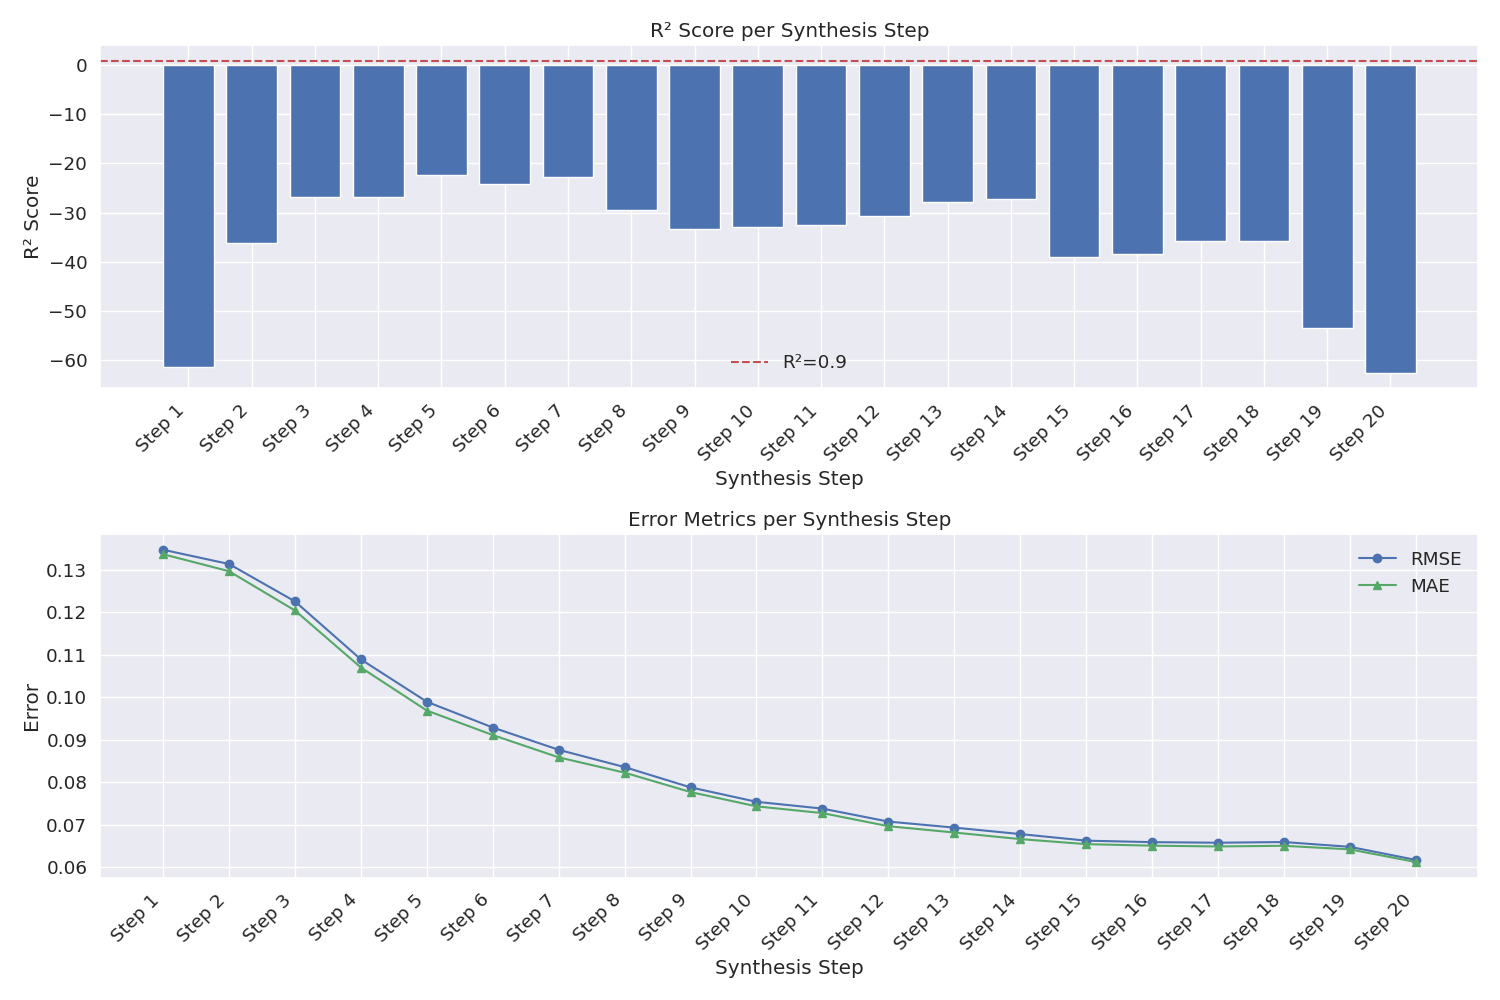 R² Score per Synthesis Step
R² Score
0
−10
−20
−30
−40
−50
−60
R²=0.9
Step 1
Step 2
Step 3
Step 4
Step 5
Step 6
Step 7
Step 8
Step 9
Step 10
Step 11
Step 12
Step 13
Step 14
Step 15
Step 16
Step 17
Step 18
Step 19
Step 20
Synthesis Step
Error Metrics per Synthesis Step
Error
0.13
0.12
0.11
0.10
0.09
0.08
0.07
0.06
RMSE
MAE
Step 1
Step 2
Step 3
Step 4
Step 5
Step 6
Step 7
Step 8
Step 9
Step 10
Step 11
Step 12
Step 13
Step 14
Step 15
Step 16
Step 17
Step 18
Step 19
Step 20
Synthesis Step